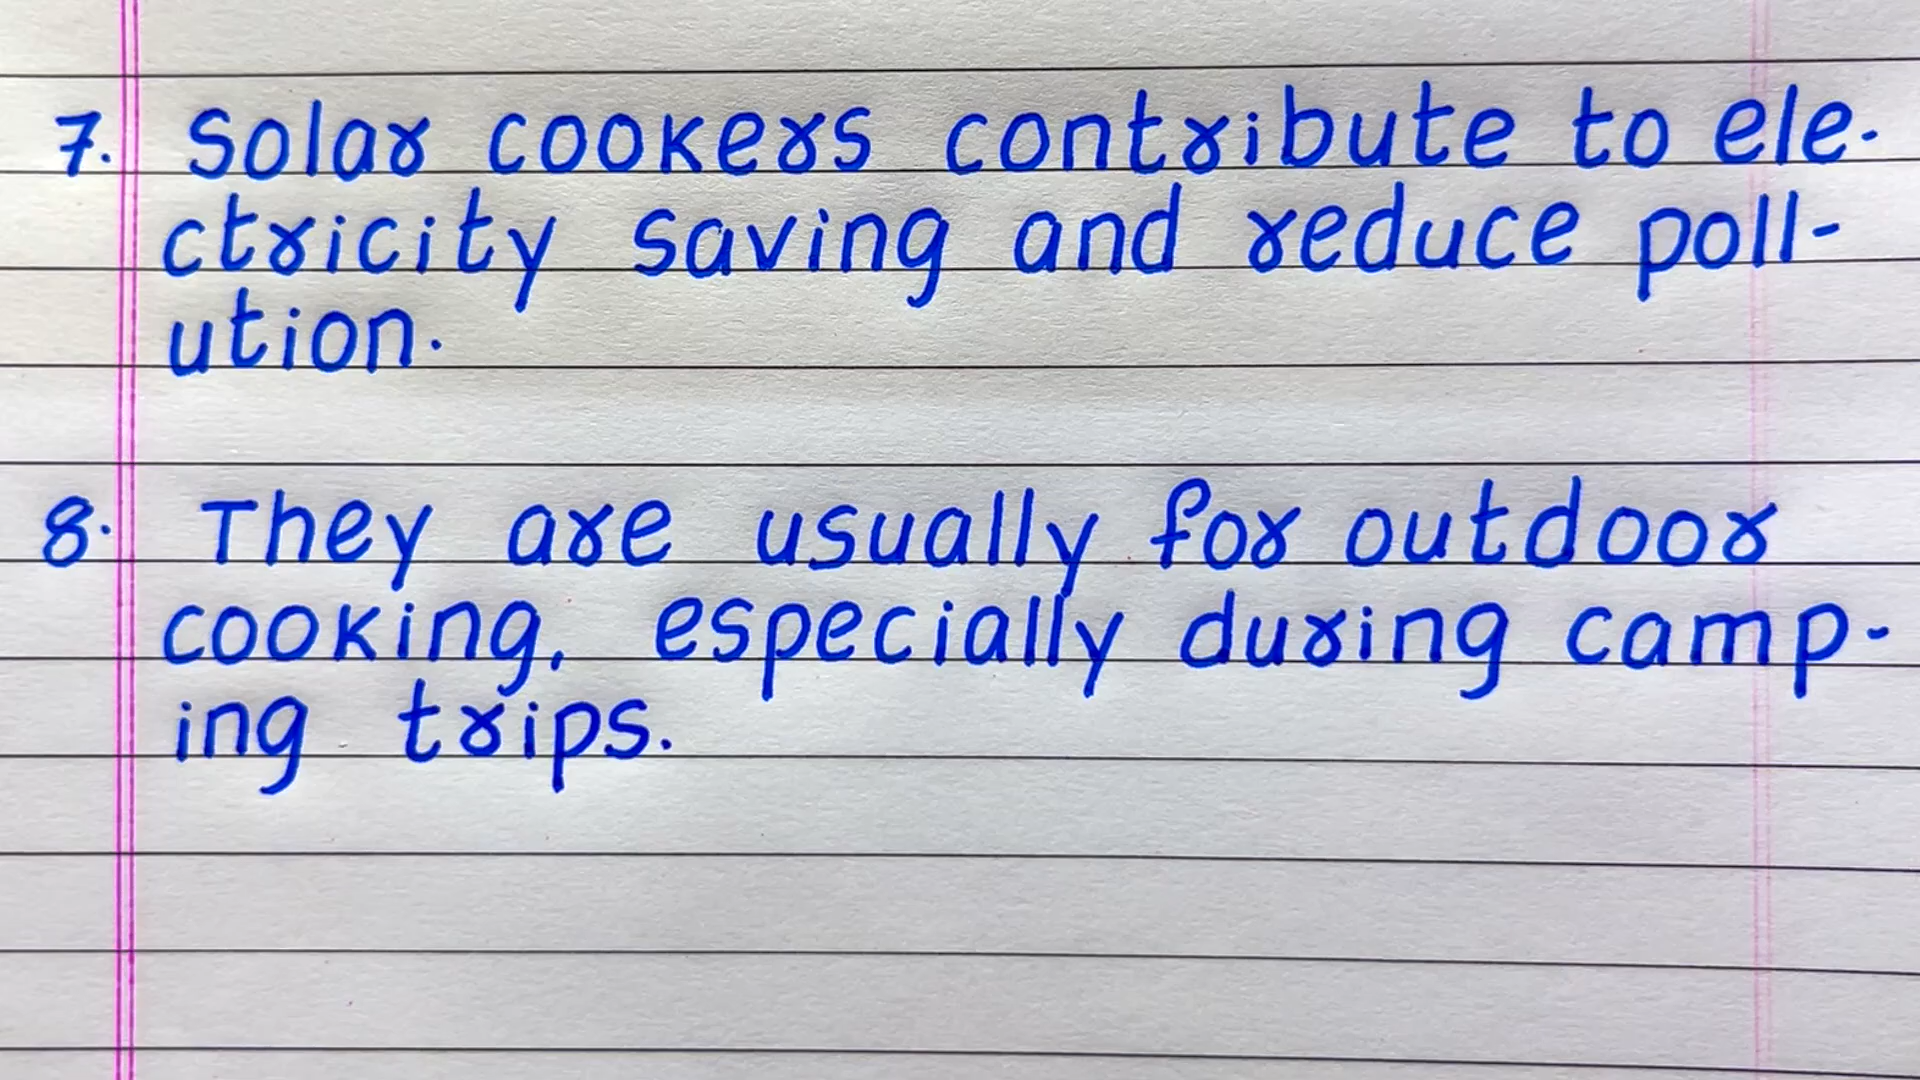 7. Solar cookers contribute to ele-
ctricity saving and reduce poll-
ution.
8. They are usually for outdoor
cooking, especially during camp-
ing trips.